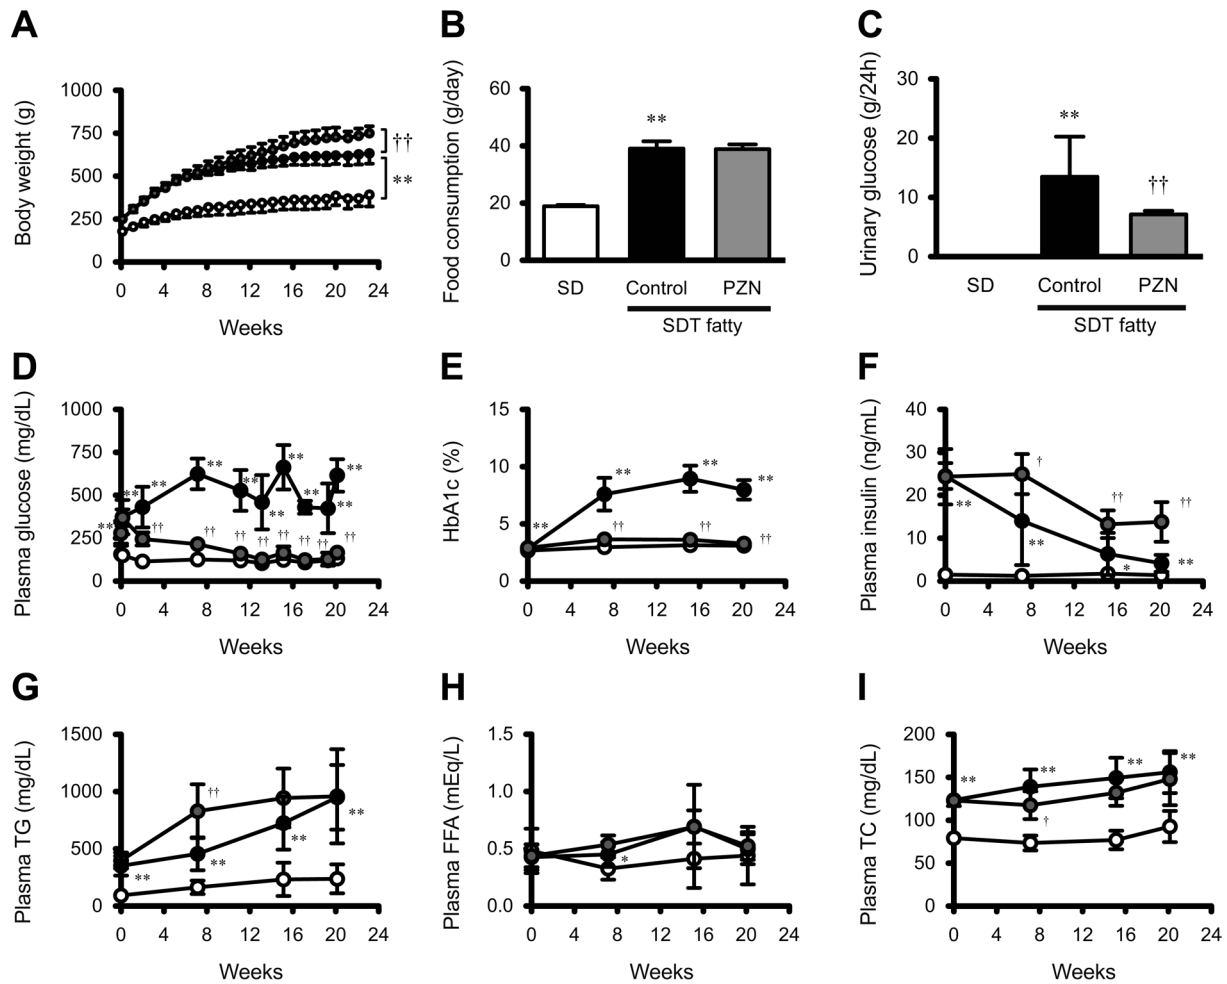 A
Body weight (g)
1000
750
500
250
0
††
**
0 4 8 12 16 20 24
Weeks
B
Food consumption (g/day)
60
40
20
0
**
SD Control PZN
SDT fatty
C
Urinary glucose (g/24h)
30
20
10
0
**
††
SD Control PZN
SDT fatty
D
Plasma glucose (mg/dL)
1000
750
500
250
0
** ** ** ** ** ** ** ** ** **
†† †† †† †† †† †† †† ††
0 4 8 12 16 20 24
Weeks
E
HbA1c (%)
15
10
5
0
** ** ** **
†† †† ††
0 4 8 12 16 20 24
Weeks
F
Plasma insulin (ng/mL)
40
30
20
10
0
† †† ††
** ** * **
0 4 8 12 16 20 24
Weeks
G
Plasma TG (mg/dL)
1500
1000
500
0
††
** ** ** **
0 4 8 12 16 20 24
Weeks
H
Plasma FFA (mEq/L)
1.5
1.0
0.5
0.0
*
0 4 8 12 16 20 24
Weeks
I
Plasma TC (mg/dL)
200
150
100
50
0
** ** ** **
†
0 4 8 12 16 20 24
Weeks